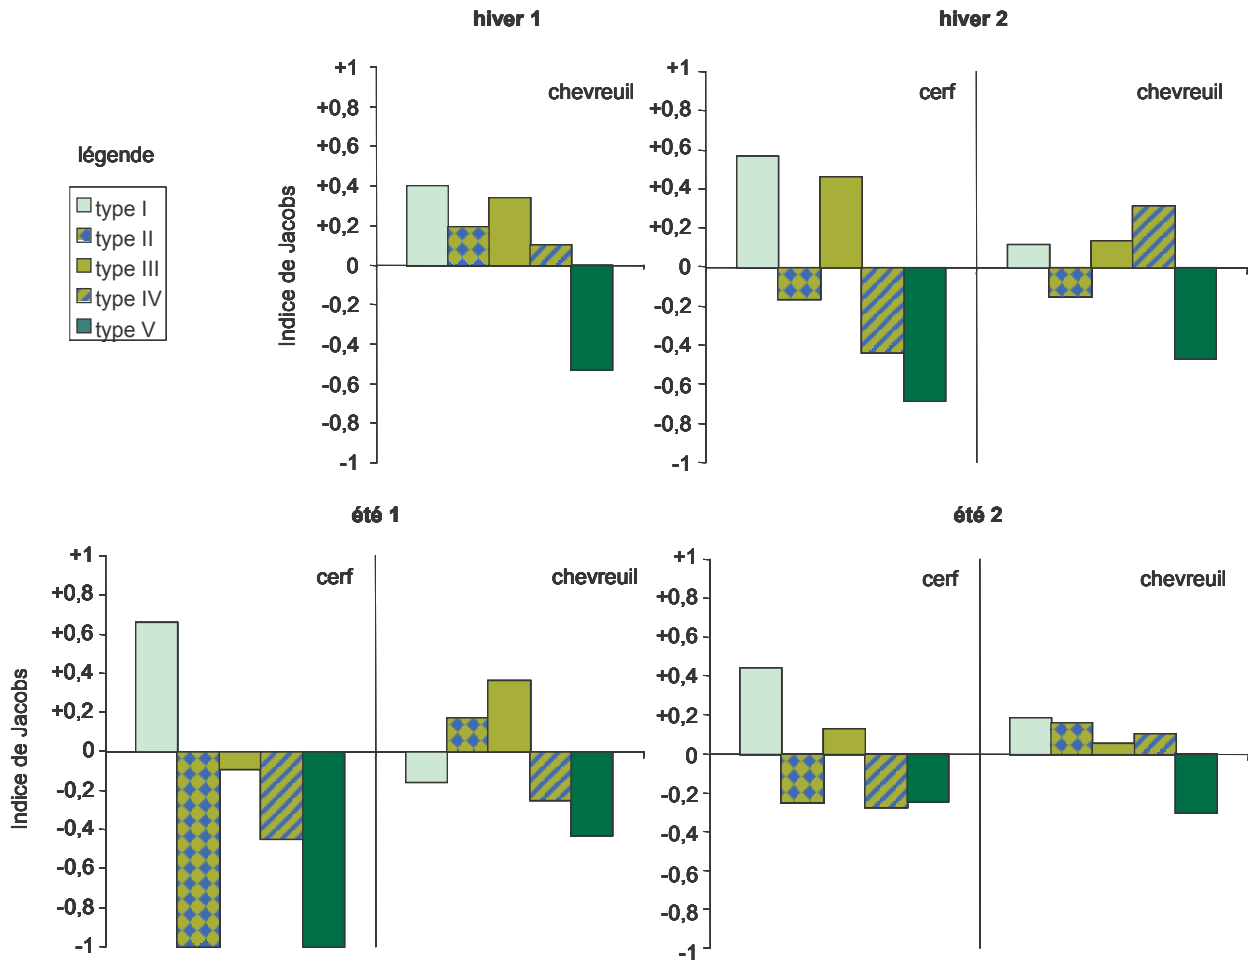 hiver 1
hiver 2
légende
type I
type II
type III
type IV
type V
Indice de Jacobs
+1
+0,8
+0,6
+0,4
+0,2
0
-0,2
-0,4
-0,6
-0,8
-1
chevreuil
+1
+0,8
+0,6
+0,4
+0,2
0
-0,2
-0,4
-0,6
-0,8
-1
cerf
chevreuil
été 1
été 2
Indice de Jacobs
+1
+0,8
+0,6
+0,4
+0,2
0
-0,2
-0,4
-0,6
-0,8
-1
cerf
chevreuil
+1
+0,8
+0,6
+0,4
+0,2
0
-0,2
-0,4
-0,6
-0,8
-1
cerf
chevreuil